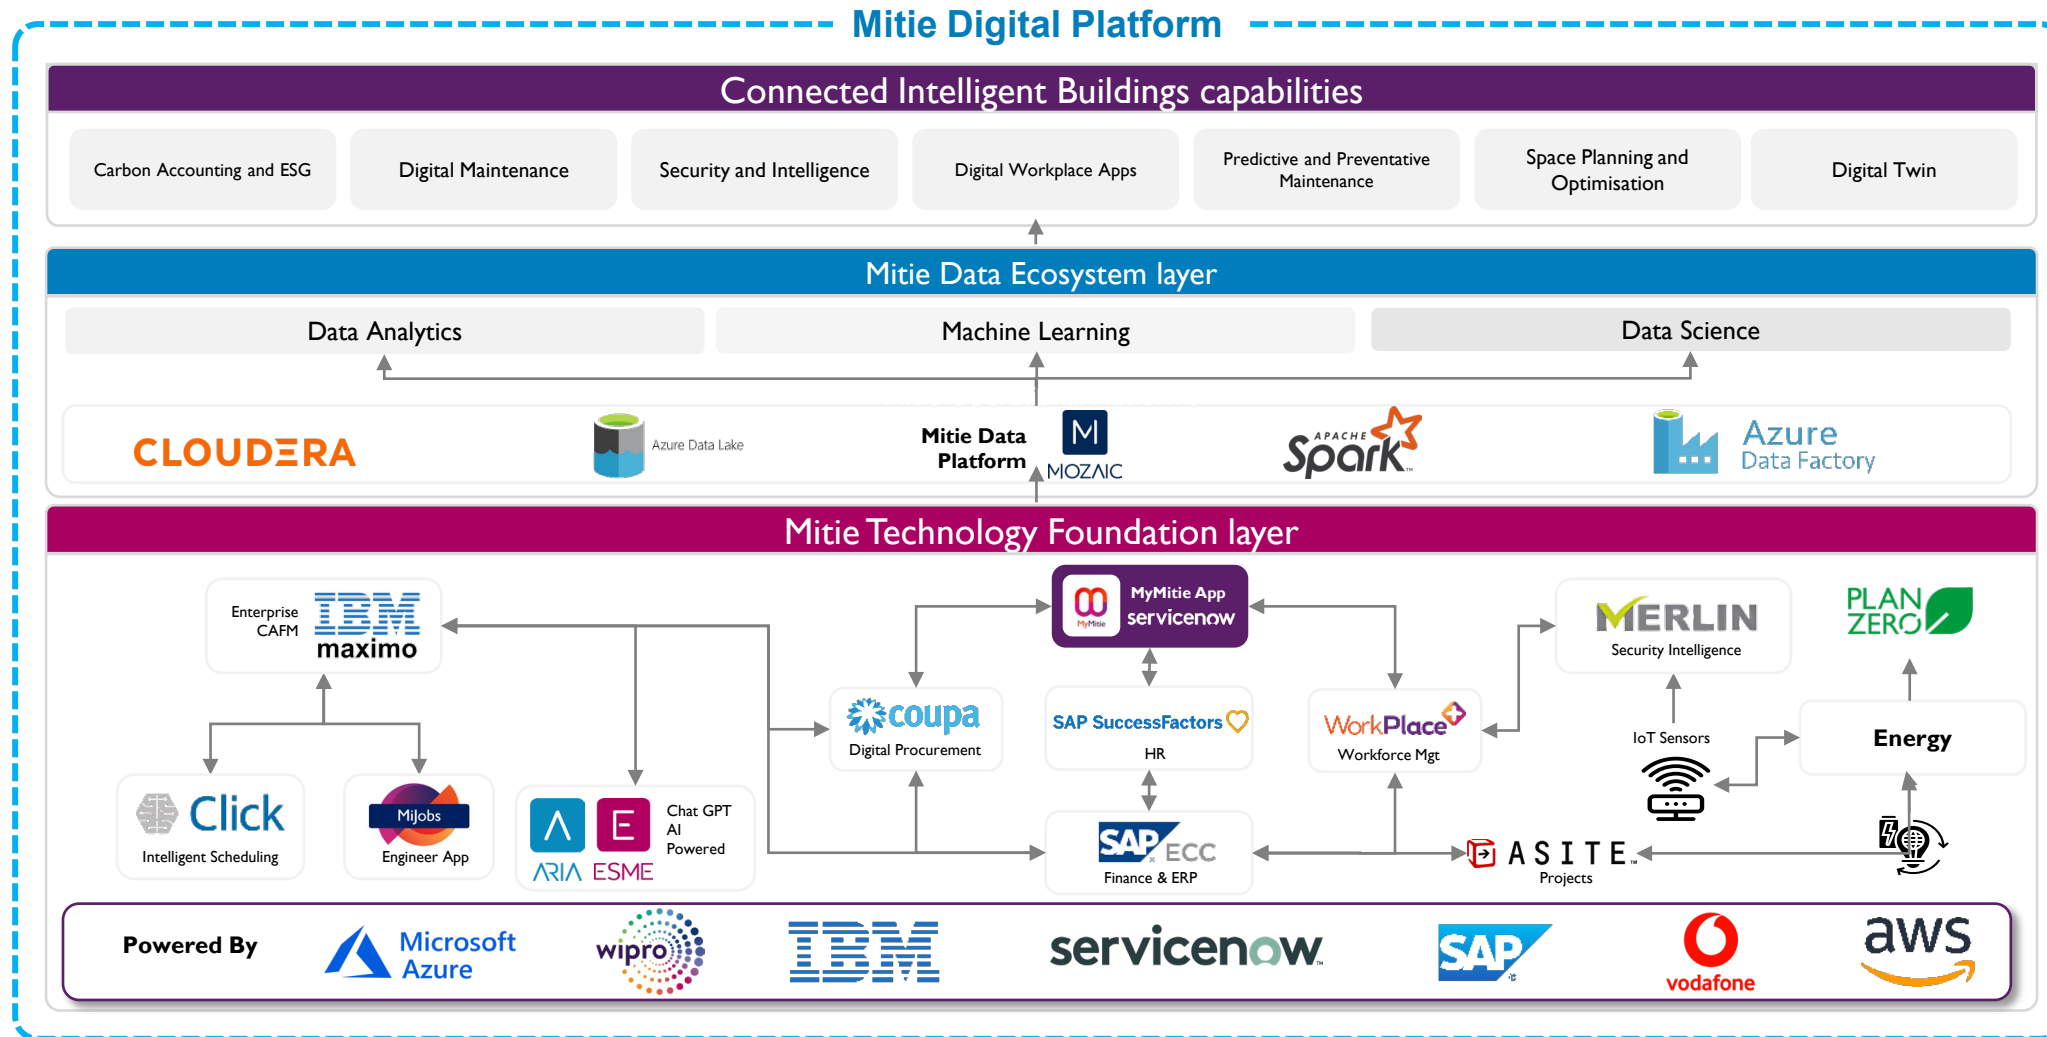 Mitie Digital Platform
Connected Intelligent Buildings capabilities
Carbon Accounting and ESG
Digital Maintenance
Security and Intelligence
Digital Workplace Apps
Predictive and Preventative
Maintenance
Space Planning and
Optimisation
Digital Twin
Mitie Data Ecosystem layer
Data Analytics
Machine Learning
Data Science
CLOUDERA
Azure Data Lake
Mitie Data
Platform
M
MOZAIC
APACHE
Spark™
Azure
Data Factory
Mitie Technology Foundation layer
Enterprise
CAFM
IBM
maximo
MyMitie
MyMitie App
servicenow
MERLIN
Security Intelligence
PLAN
ZERO
coupa
Digital Procurement
SAP SuccessFactors
HR
WorkPlace
Workforce Mgt
IoT Sensors
Energy
Click
Intelligent Scheduling
MiJobs
Engineer App
ARIA
E
ESME
Chat GPT
AI
Powered
SAP ECC
Finance & ERP
ASITE™
Projects
Powered By
Microsoft
Azure
wipro
IBM
servicenow™
SAP
vodafone
aws